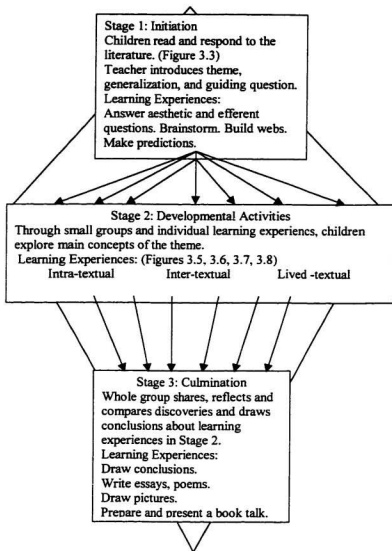 Stage 1: Initiation
Children read and respond to the
literature. (Figure 3.3)
Teacher introduces theme,
generalization, and guiding question.
Learning Experiences:
Answer aesthetic and efferent
questions. Brainstorm. Build webs.
Make predictions.
Stage 2: Developmental Activities
Through small groups and individual learning experiencs, children
explore main concepts of the theme.
Learning Experiences: (Figures 3.5, 3.6, 3.7, 3.8)
Intra-textual Inter-textual Lived -textual
Stage 3: Culmination
Whole group shares, reflects and
compares discoveries and draws
conclusions about learning
experiences in Stage 2.
Learning Experiences:
Draw conclusions.
Write essays, poems.
Draw pictures.
Prepare and present a book talk.